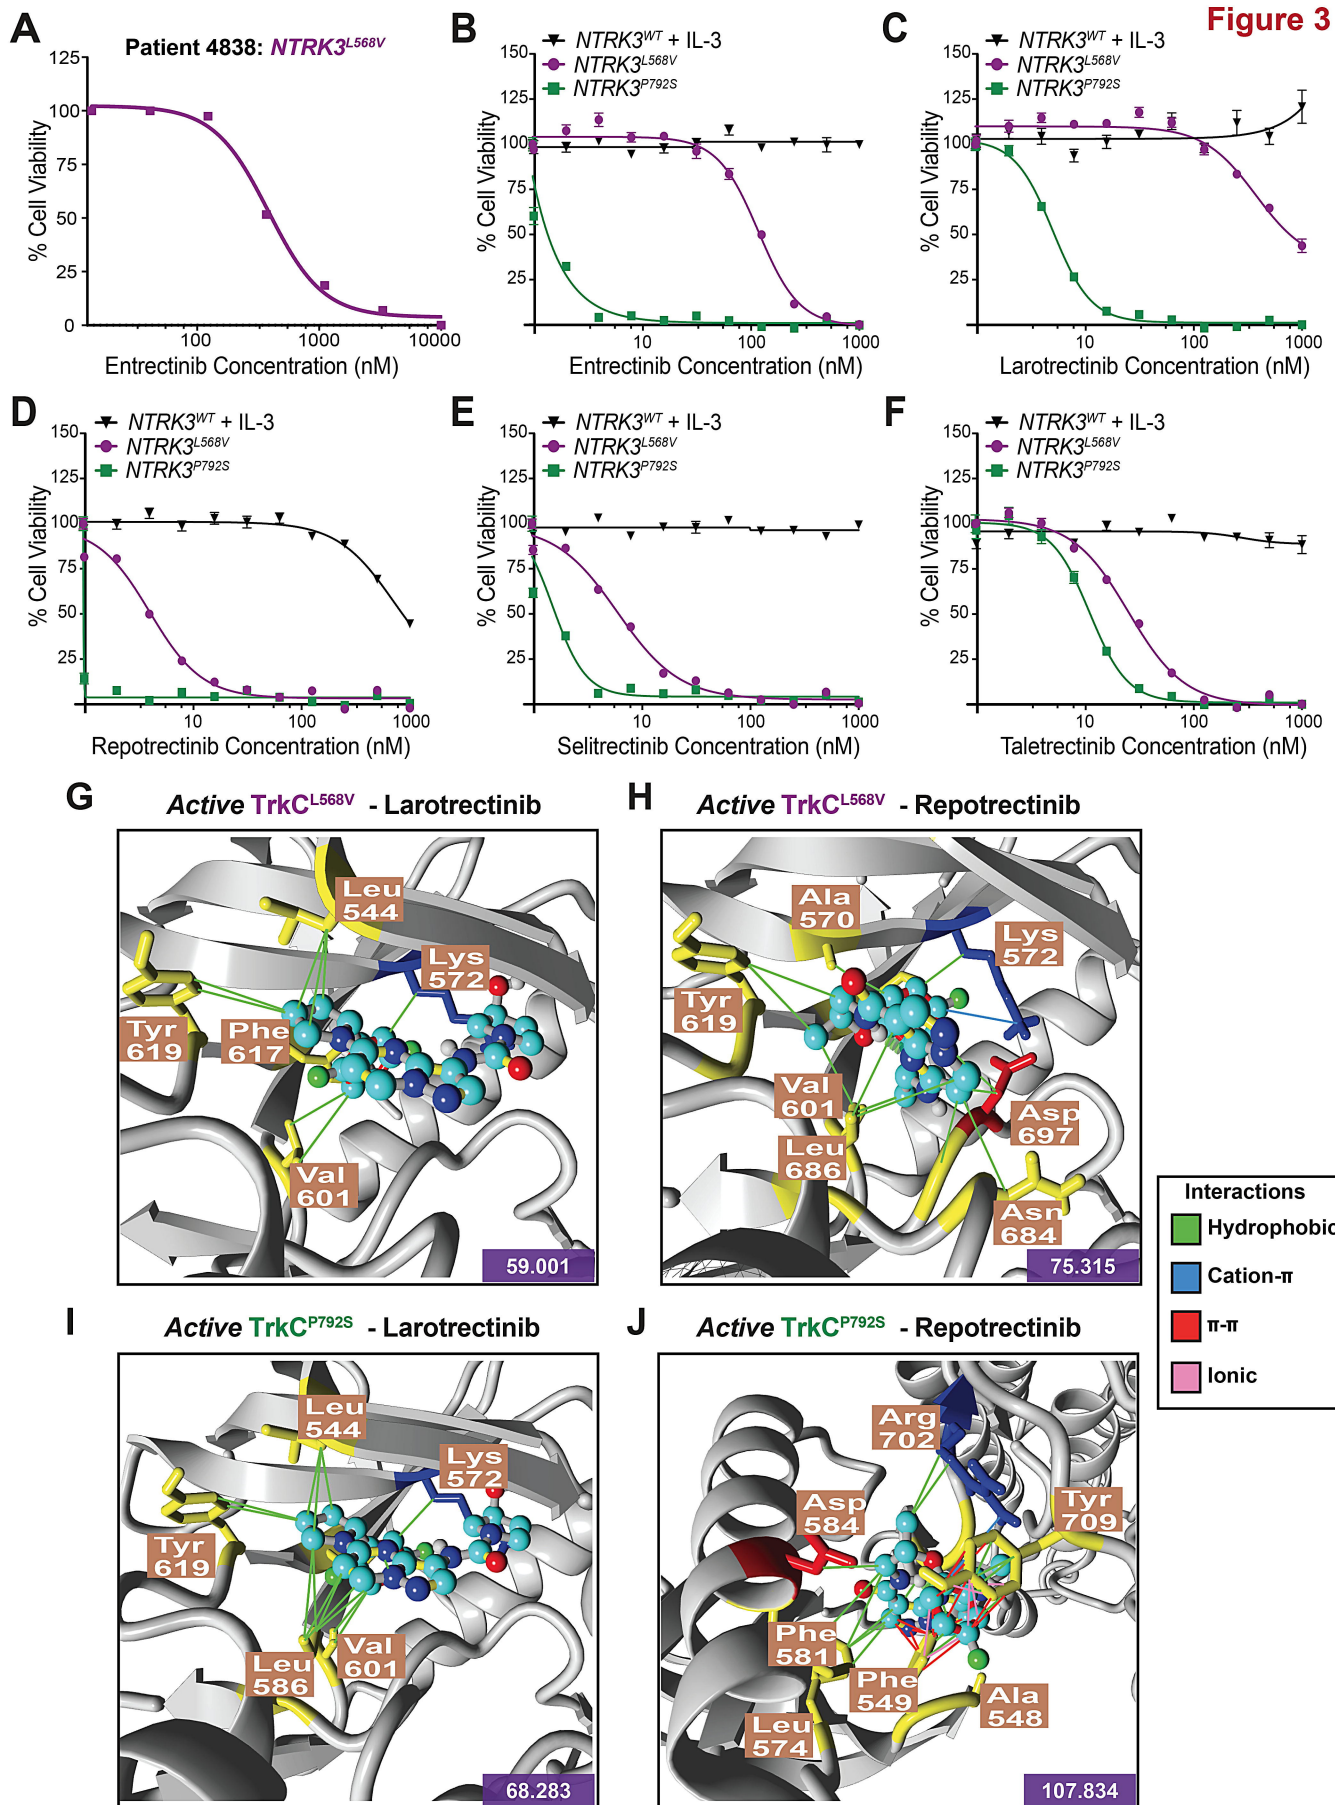 Figure 3
A
Patient 4838: NTRK3L568V
125
100
75
50
25
0
% Cell Viability
100
1000
10000
Entrectinib Concentration (nM)
B
NTRK3WT + IL-3
NTRK3L568V
NTRK3P792S
150
125
100
75
50
25
% Cell Viability
10
100
1000
Entrectinib Concentration (nM)
C
NTRK3WT + IL-3
NTRK3L568V
NTRK3P792S
150
125
100
75
50
25
% Cell Viability
10
100
1000
Larotrectinib Concentration (nM)
D
NTRK3WT + IL-3
NTRK3L568V
NTRK3P792S
150
125
100
75
50
25
% Cell Viability
10
100
1000
Repotrectinib Concentration (nM)
E
NTRK3WT + IL-3
NTRK3L568V
NTRK3P792S
150
125
100
75
50
25
% Cell Viability
10
100
1000
Selitrectinib Concentration (nM)
F
NTRK3WT + IL-3
NTRK3L568V
NTRK3P792S
150
125
100
75
50
25
% Cell Viability
10
100
1000
Taletrectinib Concentration (nM)
G
Active TrkCL568V - Larotrectinib
Leu
544
Lys
572
Tyr
619
Phe
617
Val
601
59.001
H
Active TrkCL568V - Repotrectinib
Ala
570
Lys
572
Tyr
619
Val
601
Leu
686
Asp
697
Asn
684
75.315
Interactions
Hydrophobic
Cation-π
π-π
Ionic
I
Active TrkCP792S - Larotrectinib
Leu
544
Lys
572
Tyr
619
Leu
586
Val
601
68.283
J
Active TrkCP792S - Repotrectinib
Arg
702
Asp
584
Tyr
709
Phe
581
Phe
549
Ala
548
Leu
574
107.834